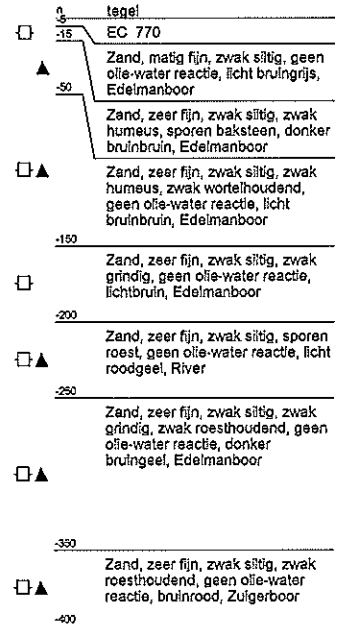 0 tegel
-5 EC 770
-15
Zand, matig fijn, zwak siltig, geen
olie-water reactie, licht bruingrijs,
Edelmanboor
-50
Zand, zeer fijn, zwak siltig, zwak
humeus, sporen baksteen, donker
bruinbruin, Edelmanboor
Zand, zeer fijn, zwak siltig, zwak
humeus, zwak wortelhoudend,
geen olie-water reactie, licht
bruinbruin, Edelmanboor
-150
Zand, zeer fijn, zwak siltig, zwak
grindig, geen olie-water reactie,
lichtbruin, Edelmanboor
-200
Zand, zeer fijn, zwak siltig, sporen
roest, geen olie-water reactie, licht
roodgeel, River
-250
Zand, zeer fijn, zwak siltig, zwak
grindig, zwak roesthoudend, geen
olie-water reactie, donker
bruingeel, Edelmanboor
-350
Zand, zeer fijn, zwak siltig, zwak
roesthoudend, geen olie-water
reactie, bruinrood, Zuigerboor
-400